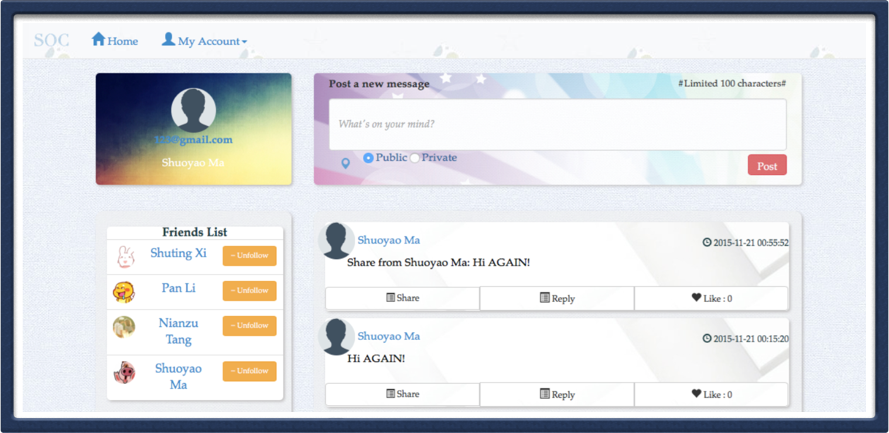 SOC Home My Account
@gmail.com
Shuoyao Ma
Post a new message #Limited 100 characters#
What's on your mind?
Public Private
Post
Friends List
Shuting Xi − Unfollow
Pan Li − Unfollow
Nianzu
Tang
− Unfollow
Shuoyao
Ma
− Unfollow
Shuoyao Ma 2015-11-21 00:55:52
Share from Shuoyao Ma: Hi AGAIN!
Share Reply Like : 0
Shuoyao Ma 2015-11-21 00:15:20
Hi AGAIN!
Share Reply Like : 0